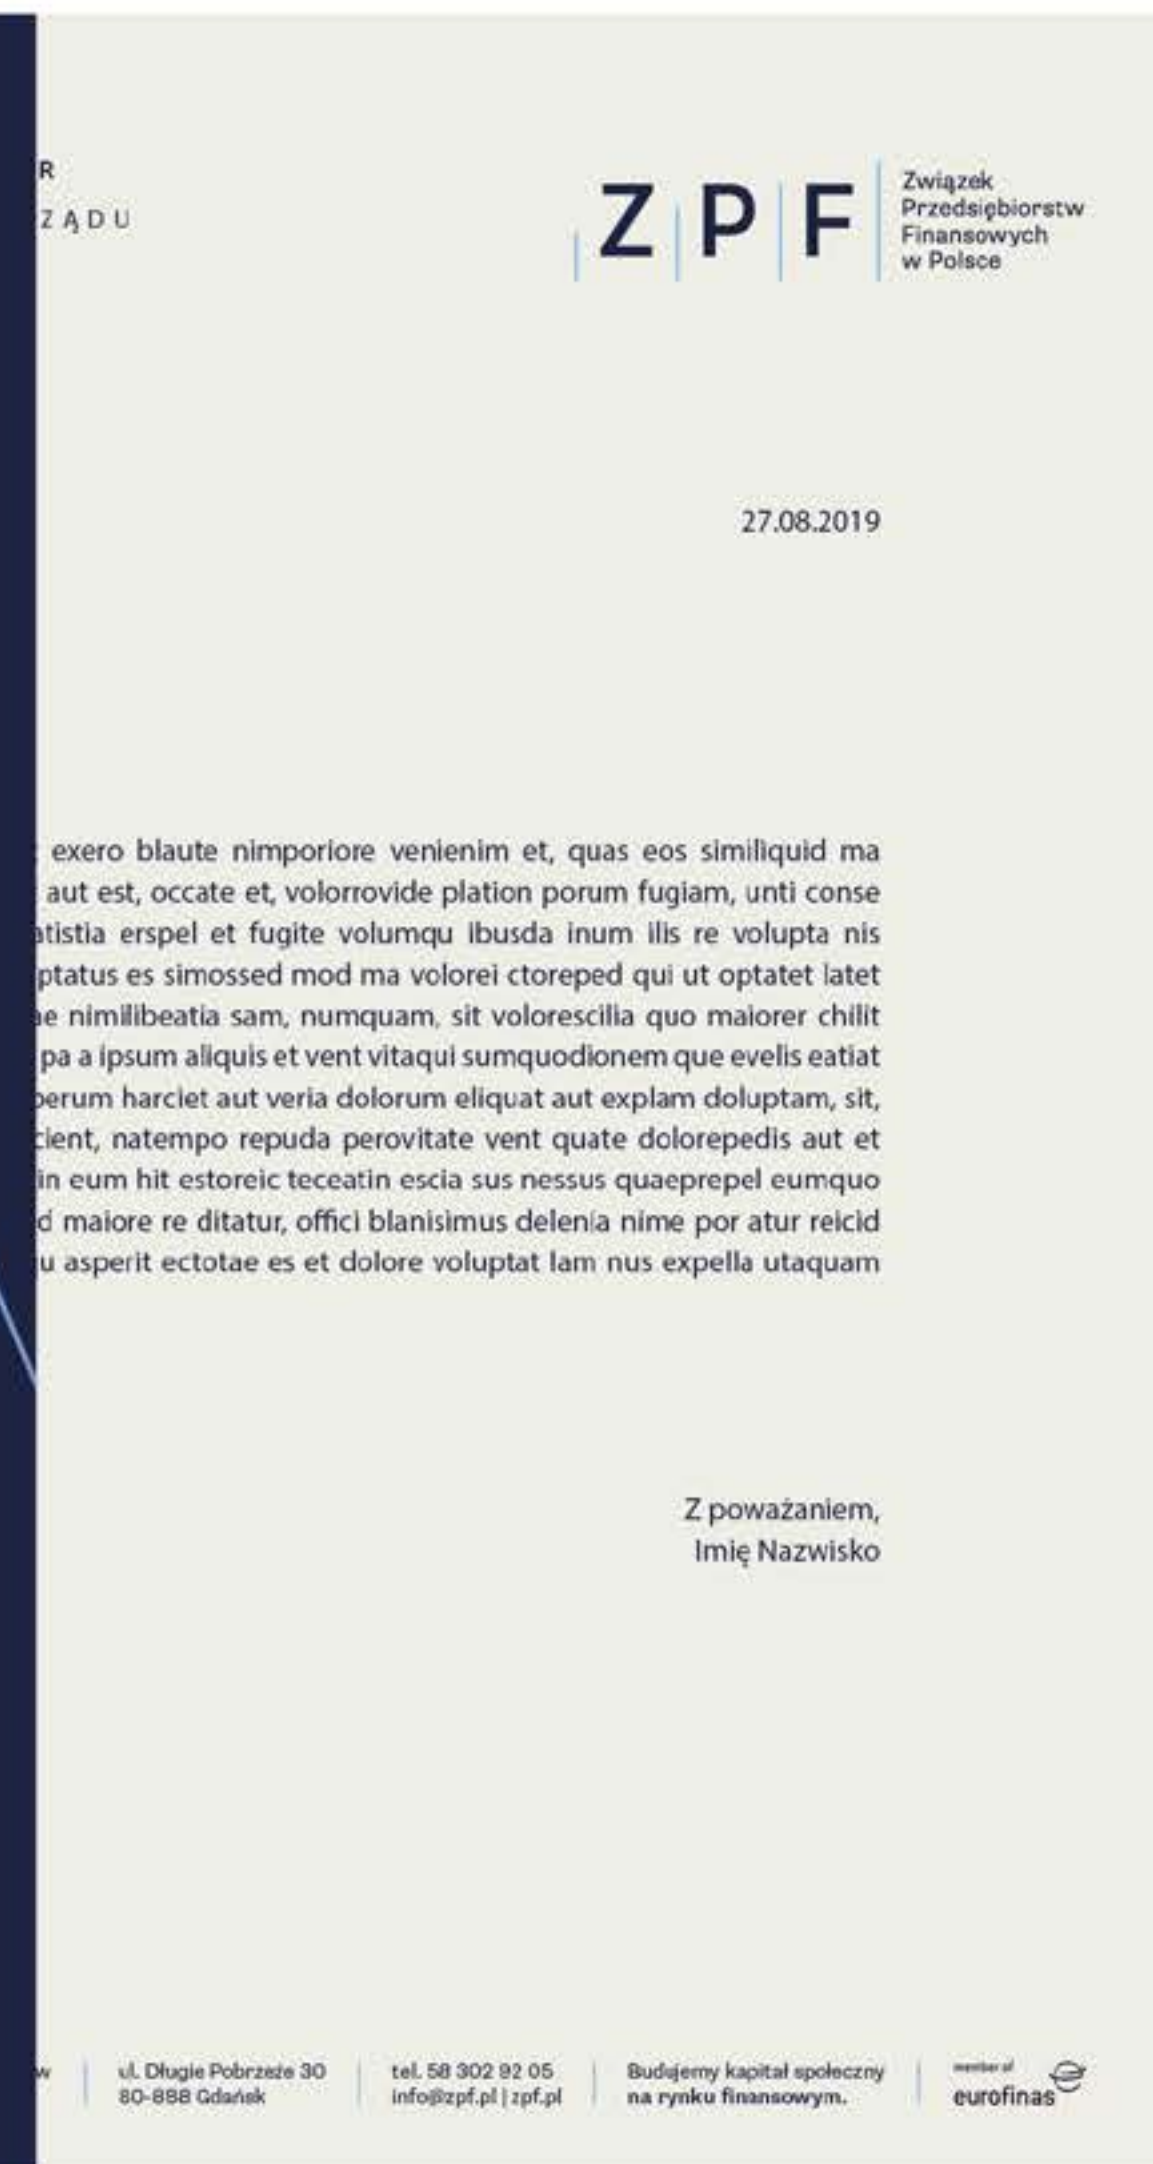 R
ZĄDU
Z P F
Związek
Przedsiębiorstw
Finansowych
w Polsce
27.08.2019
exero blaute nimporiore venienim et, quas eos similiquid ma
aut est, occate et, volorrovide plation porum fugiam, unti conse
atistia erspel et fugite volumqu ibusda inum ilis re volupta nis
ptatus es simossed mod ma volorei ctoreped qui ut optatet latet
ae nimilibeatia sam, numquam, sit volorescilla quo maiorer chilit
pa a ipsum aliquis et vent vitaqui sumquodionem que evelis eatiat
perum harciet aut veria dolorum eliquat aut explam doluptam, sit,
cient, natempo repuda perovitate vent quate dolorepedis aut et
in eum hit estoreic teceatin escia sus nessus quaeprepel eumquo
d maiore re ditatur, offici blanisimus delenia nime por atur reicid
u asperit ectotae es et dolore voluptat lam nus expella utaquam
Z poważaniem,
Imię Nazwisko
w
ul. Długie Pobrzeże 30
80-888 Gdańsk
tel. 58 302 92 05
info@zpf.pl | zpf.pl
Budujemy kapitał społeczny
na rynku finansowym.
member of
eurofinas